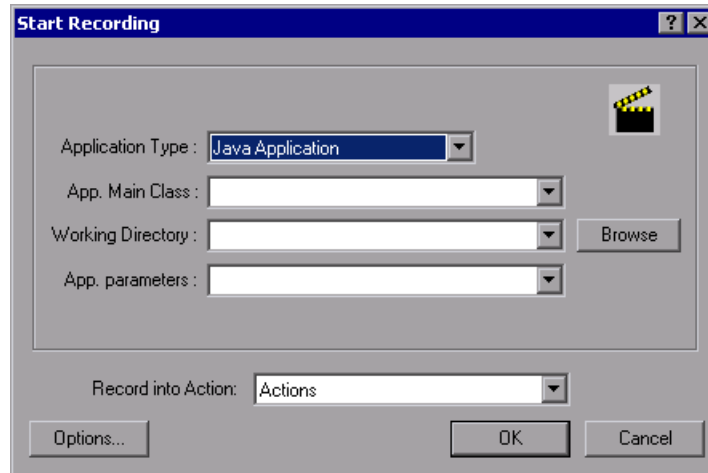 Start Recording
Application Type : Java Application
App. Main Class :
Working Directory : Browse
App. parameters :
Record into Action: Actions
Options... OK Cancel